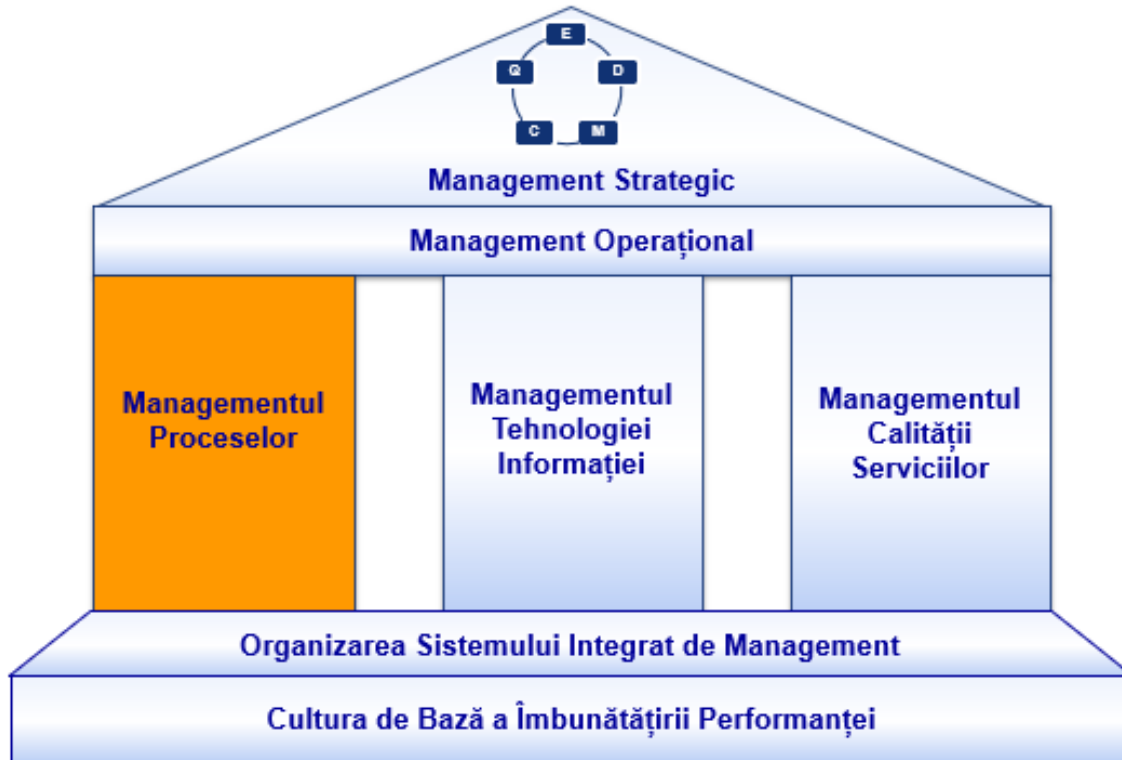 E
Q
D
C
M
Management Strategic
Management Operațional
Managementul
Proceselor
Managementul
Tehnologiei
Informației
Managementul
Calității
Serviciilor
Organizarea Sistemului Integrat de Management
Cultura de Bază a Îmbunătățirii Performanței